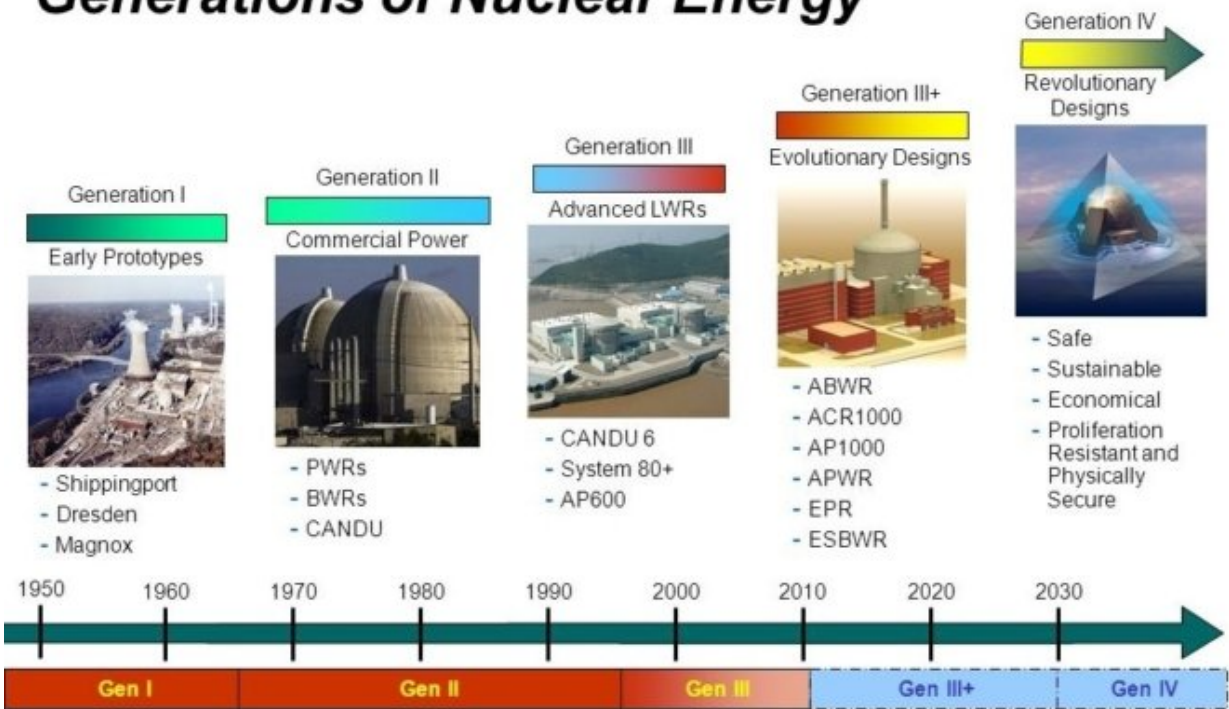 Generations of Nuclear Energy
Generation I
Early Prototypes
- Shippingport
- Dresden
- Magnox
Generation II
Commercial Power
- PWRs
- BWRs
- CANDU
Generation III
Advanced LWRs
- CANDU 6
- System 80+
- AP600
Generation III+
Evolutionary Designs
- ABWR
- ACR1000
- AP1000
- APWR
- EPR
- ESBWR
Generation IV
Revolutionary
Designs
- Safe
- Sustainable
- Economical
- Proliferation
Resistant and
Physically
Secure
1950 1960 1970 1980 1990 2000 2010 2020 2030
Gen I Gen II Gen III Gen III+ Gen IV